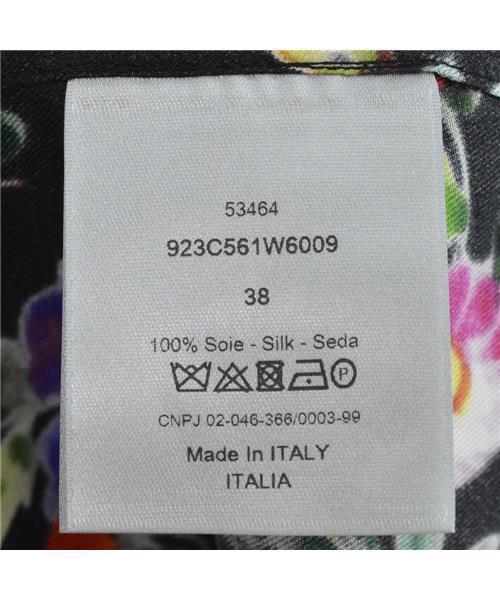 53464
923C561W6009
38
100% Soie - Silk - Seda
P
CNPJ 02-046-366/0003-99
Made In ITALY
ITALIA